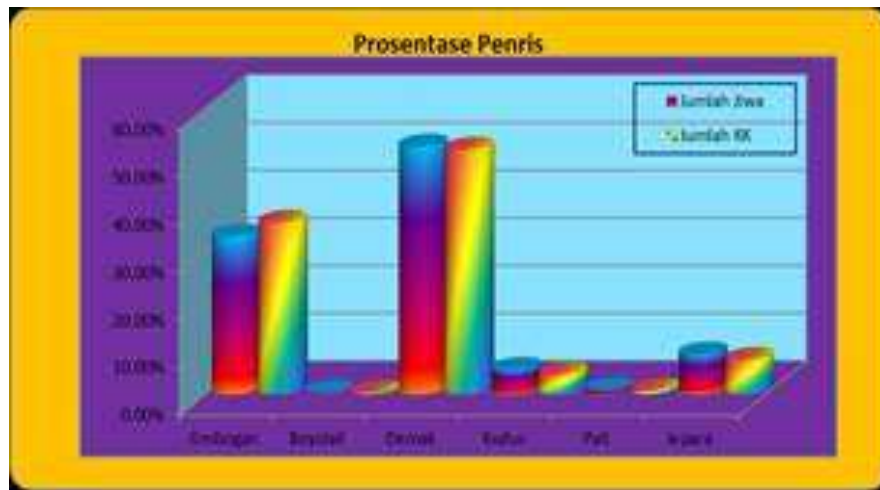 Prosentase Penris
Jumlah Jiwa
Jumlah KK
60.00%
50.00%
40.00%
30.00%
20.00%
10.00%
0.00%
Boyolali
Demak
Kudus
Pati
Jepara